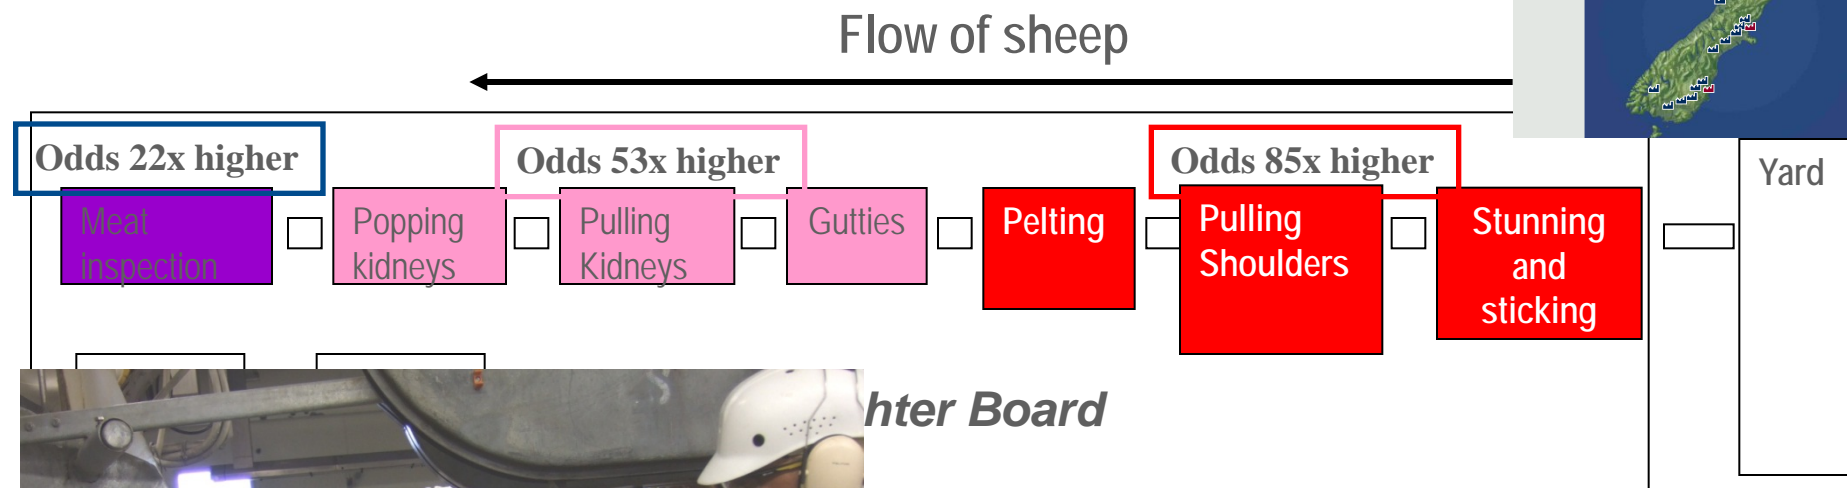 Flow of sheep
Odds 22x higher
Odds 53x higher
Odds 85x higher
Yard
Meat
inspection
Popping
kidneys
Pulling
Kidneys
Gutties
Pelting
Pulling
Shoulders
Stunning
and
sticking
hter Board